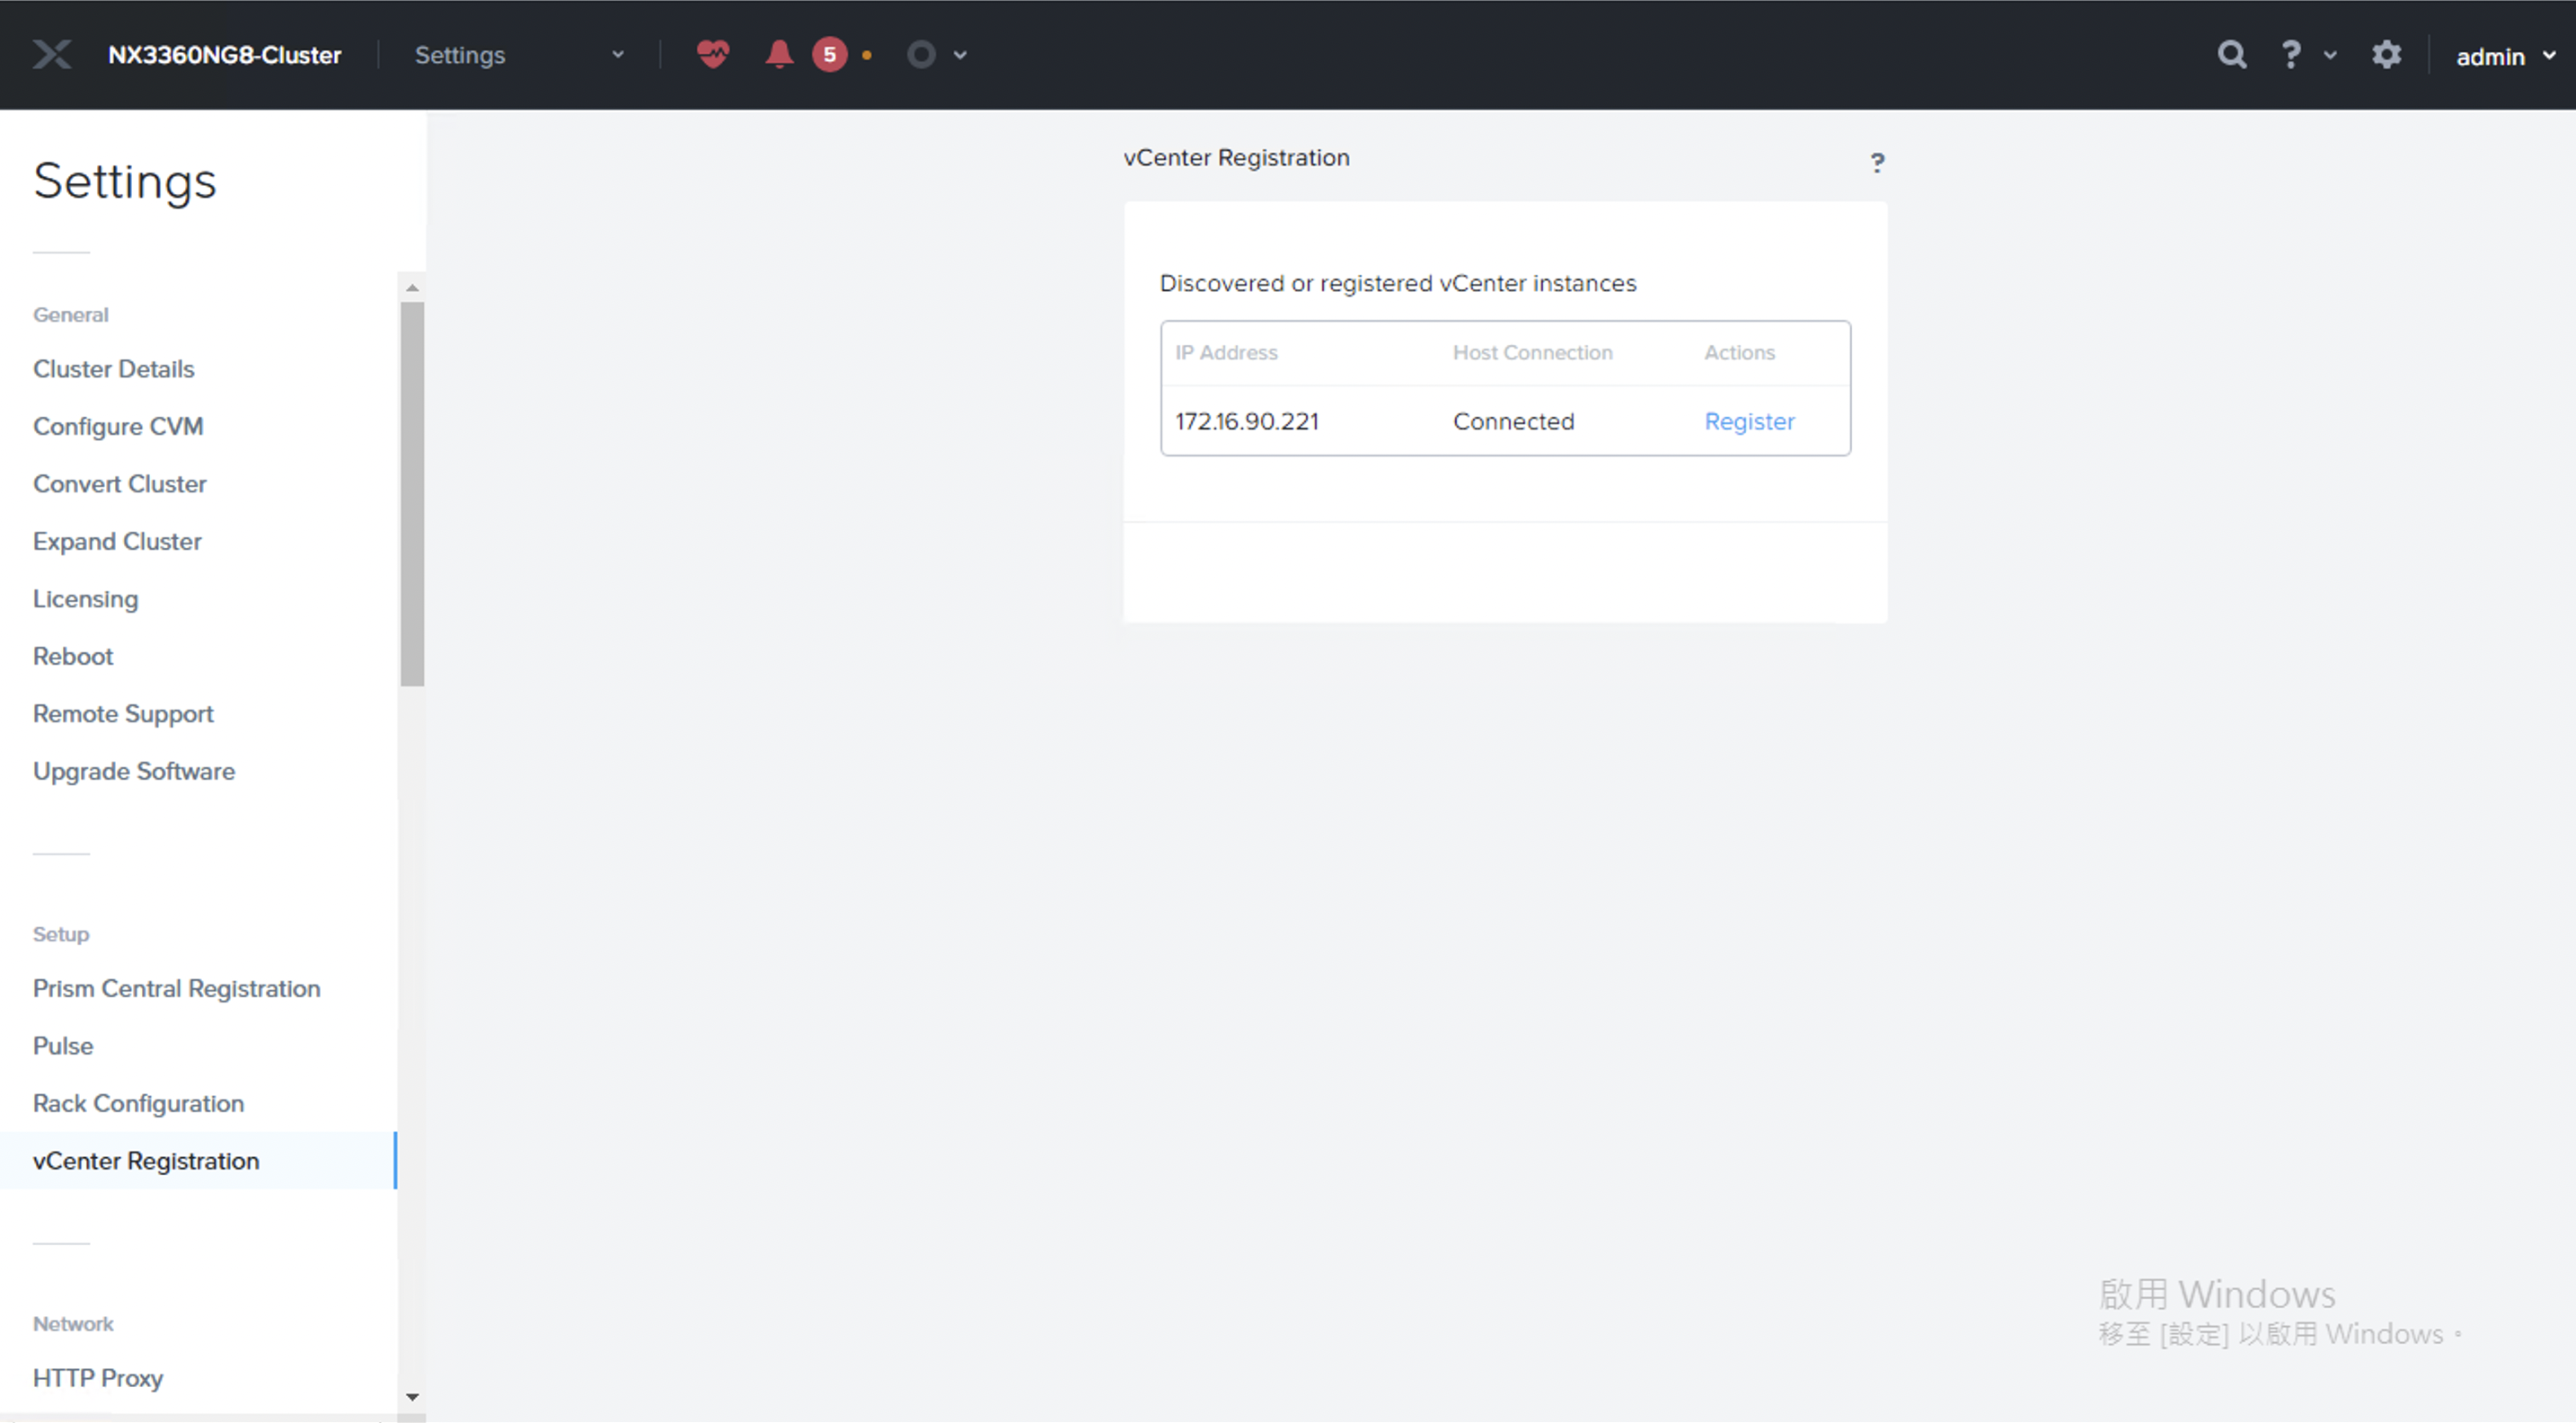 NX3360NG8-Cluster Settings 5 ? admin
Settings
General
Cluster Details
Configure CVM
Convert Cluster
Expand Cluster
Licensing
Reboot
Remote Support
Upgrade Software
Setup
Prism Central Registration
Pulse
Rack Configuration
vCenter Registration
Network
HTTP Proxy
vCenter Registration ?
Discovered or registered vCenter instances
IP Address Host Connection Actions
172.16.90.221 Connected Register
啟用 Windows
移至 [設定] 以啟用 Windows。